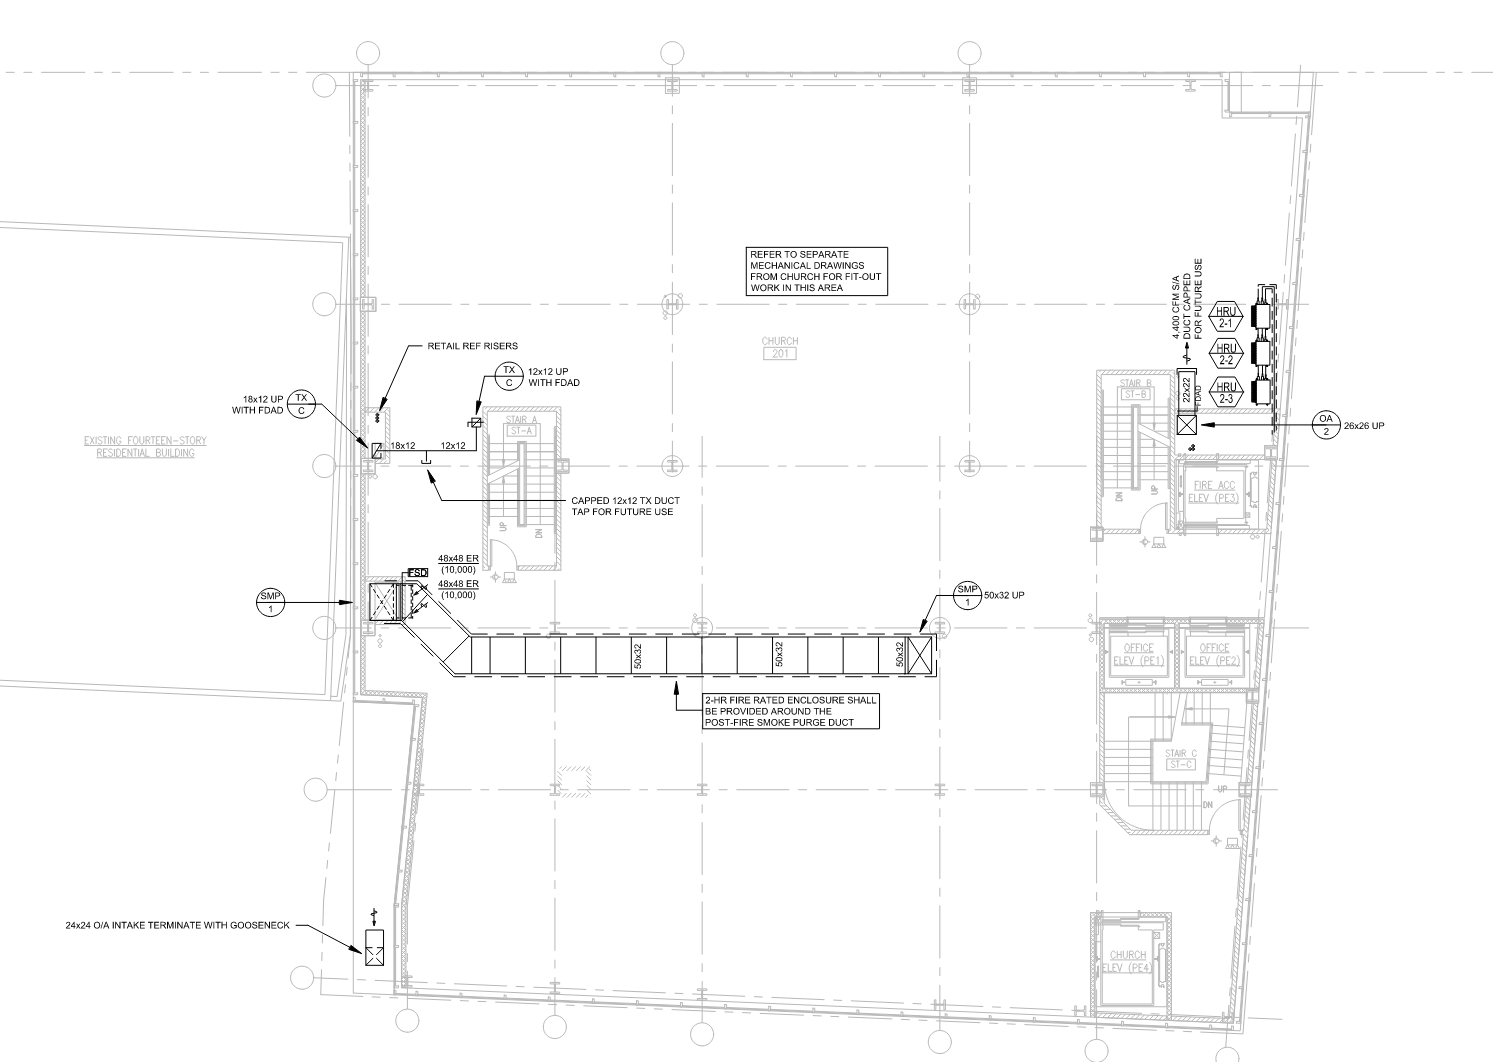 REFER TO SEPARATE
MECHANICAL DRAWINGS
FROM CHURCH FOR FIT-OUT
WORK IN THIS AREA
4,400 CFM S/A
DUCT CAPPED
FOR FUTURE USE
HRU
2-1
HRU
2-2
HRU
2-3
22x22
FDAD
CHURCH
201
RETAIL REF RISERS
TX
C
12x12 UP
WITH FDAD
18x12 UP
WITH FDAD
TX
C
STAIR A
ST-A
STAIR B
ST-B
OA
2
26x26 UP
EXISTING FOURTEEN-STORY
RESIDENTIAL BUILDING
18x12
12x12
CAPPED 12x12 TX DUCT
TAP FOR FUTURE USE
UP
DN
DN
UP
FIRE ACC
ELEV (PE3)
48x48 ER
(10,000)
FSD
48x48 ER
(10,000)
SMP
1
SMP
1
50x32 UP
50x32
50x32
50x32
OFFICE
ELEV (PE1)
OFFICE
ELEV (PE2)
2-HR FIRE RATED ENCLOSURE SHALL
BE PROVIDED AROUND THE
POST-FIRE SMOKE PURGE DUCT
STAIR C
ST-C
UP
DN
24x24 O/A INTAKE TERMINATE WITH GOOSENECK
CHURCH
ELEV (PE4)